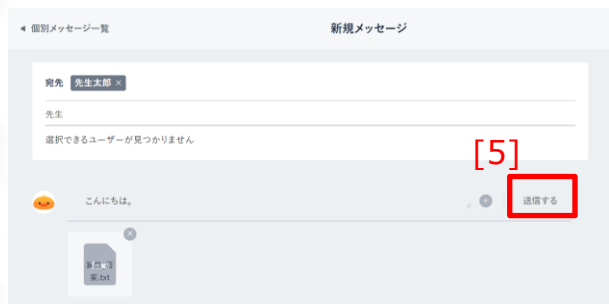 ◀ 個別メッセージ一覧
新規メッセージ
宛先 先生太郎 ×
先生
選択できるユーザーが見つかりません
[5]
こんにちは。
送信する
.txt